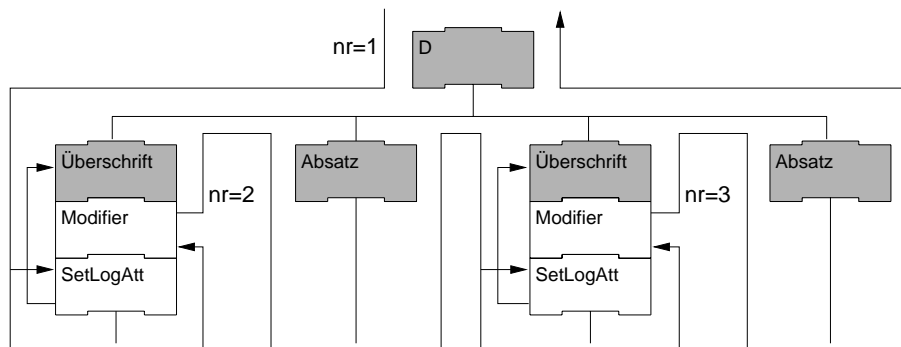 nr=1
D
Überschrift
Absatz
Überschrift
Absatz
nr=2
nr=3
Modifier
Modifier
SetLogAtt
SetLogAtt